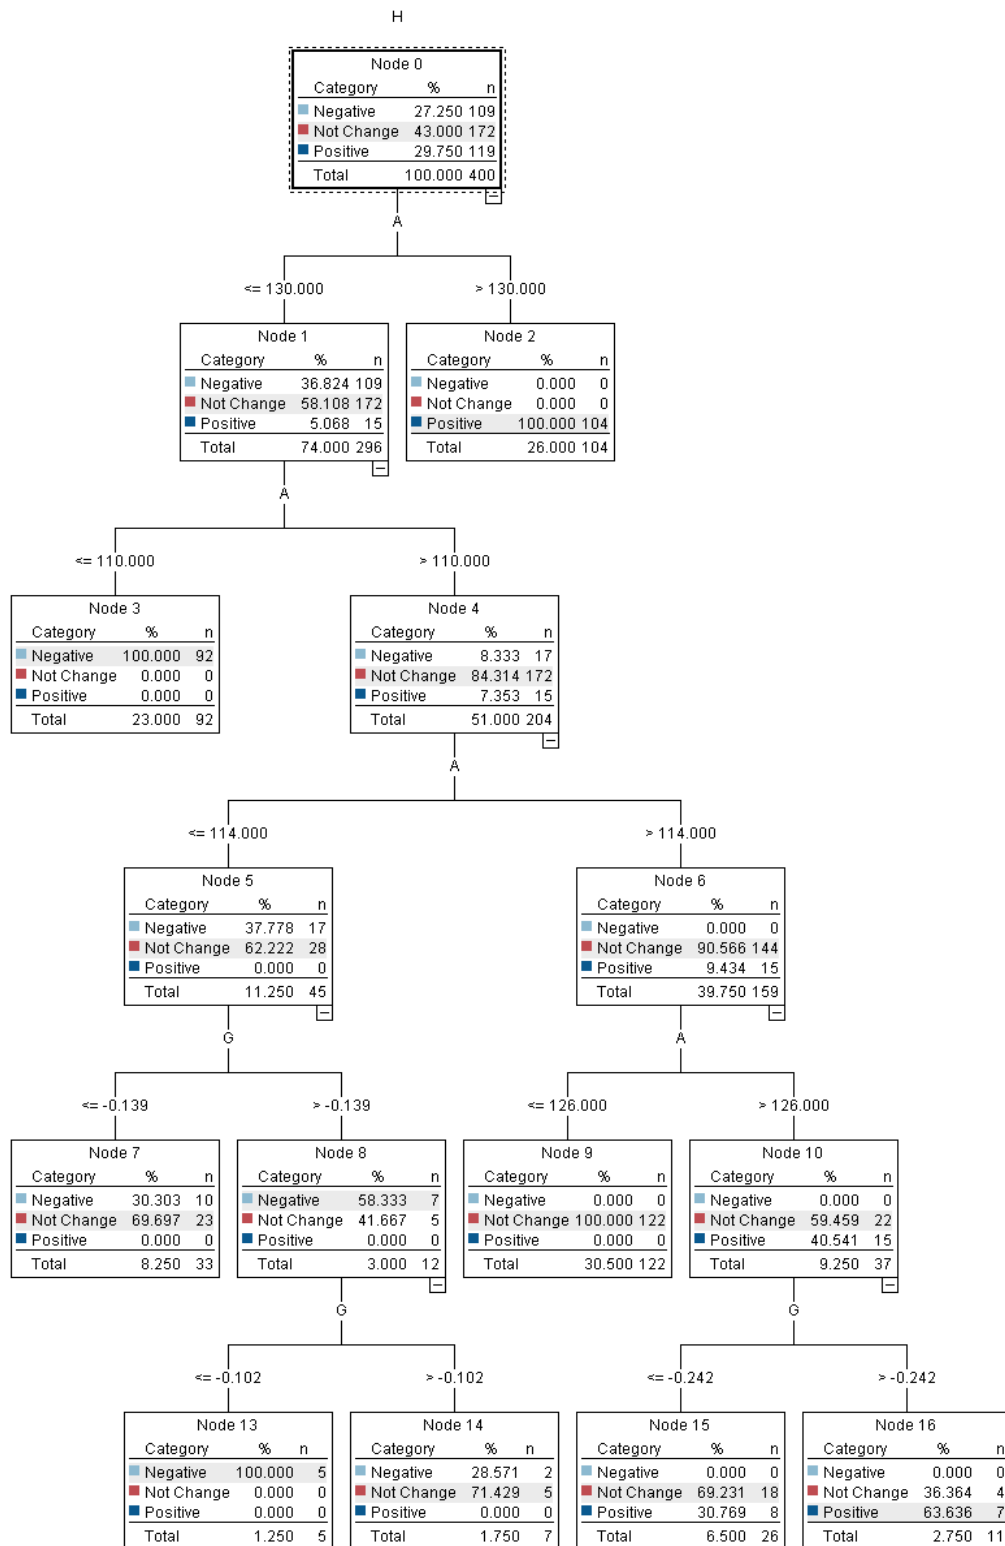 H
Node 0
Category % n
Negative 27.250 109
Not Change 43.000 172
Positive 29.750 119
Total 100.000 400
A
<= 130.000 > 130.000
Node 1
Category % n
Negative 36.824 109
Not Change 58.108 172
Positive 5.068 15
Total 74.000 296
Node 2
Category % n
Negative 0.000 0
Not Change 0.000 0
Positive 100.000 104
Total 26.000 104
A
<= 110.000 > 110.000
Node 3
Category % n
Negative 100.000 92
Not Change 0.000 0
Positive 0.000 0
Total 23.000 92
Node 4
Category % n
Negative 8.333 17
Not Change 84.314 172
Positive 7.353 15
Total 51.000 204
A
<= 114.000 > 114.000
Node 5
Category % n
Negative 37.778 17
Not Change 62.222 28
Positive 0.000 0
Total 11.250 45
Node 6
Category % n
Negative 0.000 0
Not Change 90.566 144
Positive 9.434 15
Total 39.750 159
G A
<= -0.139 > -0.139 <= 126.000 > 126.000
Node 7
Category % n
Negative 30.303 10
Not Change 69.697 23
Positive 0.000 0
Total 8.250 33
Node 8
Category % n
Negative 58.333 7
Not Change 41.667 5
Positive 0.000 0
Total 3.000 12
Node 9
Category % n
Negative 0.000 0
Not Change 100.000 122
Positive 0.000 0
Total 30.500 122
Node 10
Category % n
Negative 0.000 0
Not Change 59.459 22
Positive 40.541 15
Total 9.250 37
G G
<= -0.102 > -0.102 <= -0.242 > -0.242
Node 13
Category % n
Negative 100.000 5
Not Change 0.000 0
Positive 0.000 0
Total 1.250 5
Node 14
Category % n
Negative 28.571 2
Not Change 71.429 5
Positive 0.000 0
Total 1.750 7
Node 15
Category % n
Negative 0.000 0
Not Change 69.231 18
Positive 30.769 8
Total 6.500 26
Node 16
Category % n
Negative 0.000 0
Not Change 36.364 4
Positive 63.636 7
Total 2.750 11